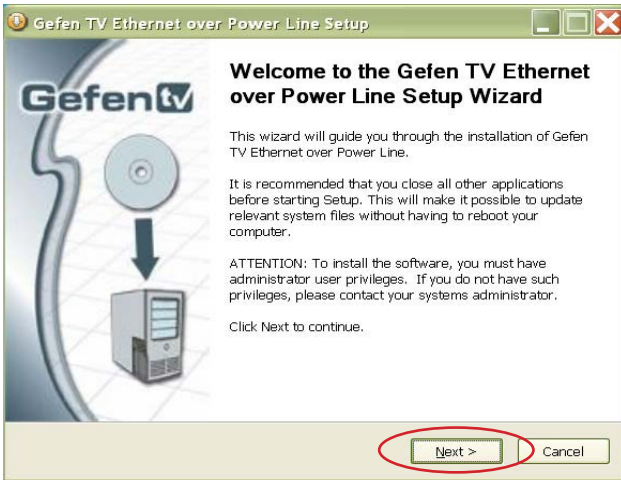 Gefen TV Ethernet over Power Line Setup
Gefen tv
Welcome to the Gefen TV Ethernet
over Power Line Setup Wizard
This wizard will guide you through the installation of Gefen
TV Ethernet over Power Line.
It is recommended that you close all other applications
before starting Setup. This will make it possible to update
relevant system files without having to reboot your
computer.
ATTENTION: To install the software, you must have
administrator user privileges. If you do not have such
privileges, please contact your systems administrator.
Click Next to continue.
Next >
Cancel